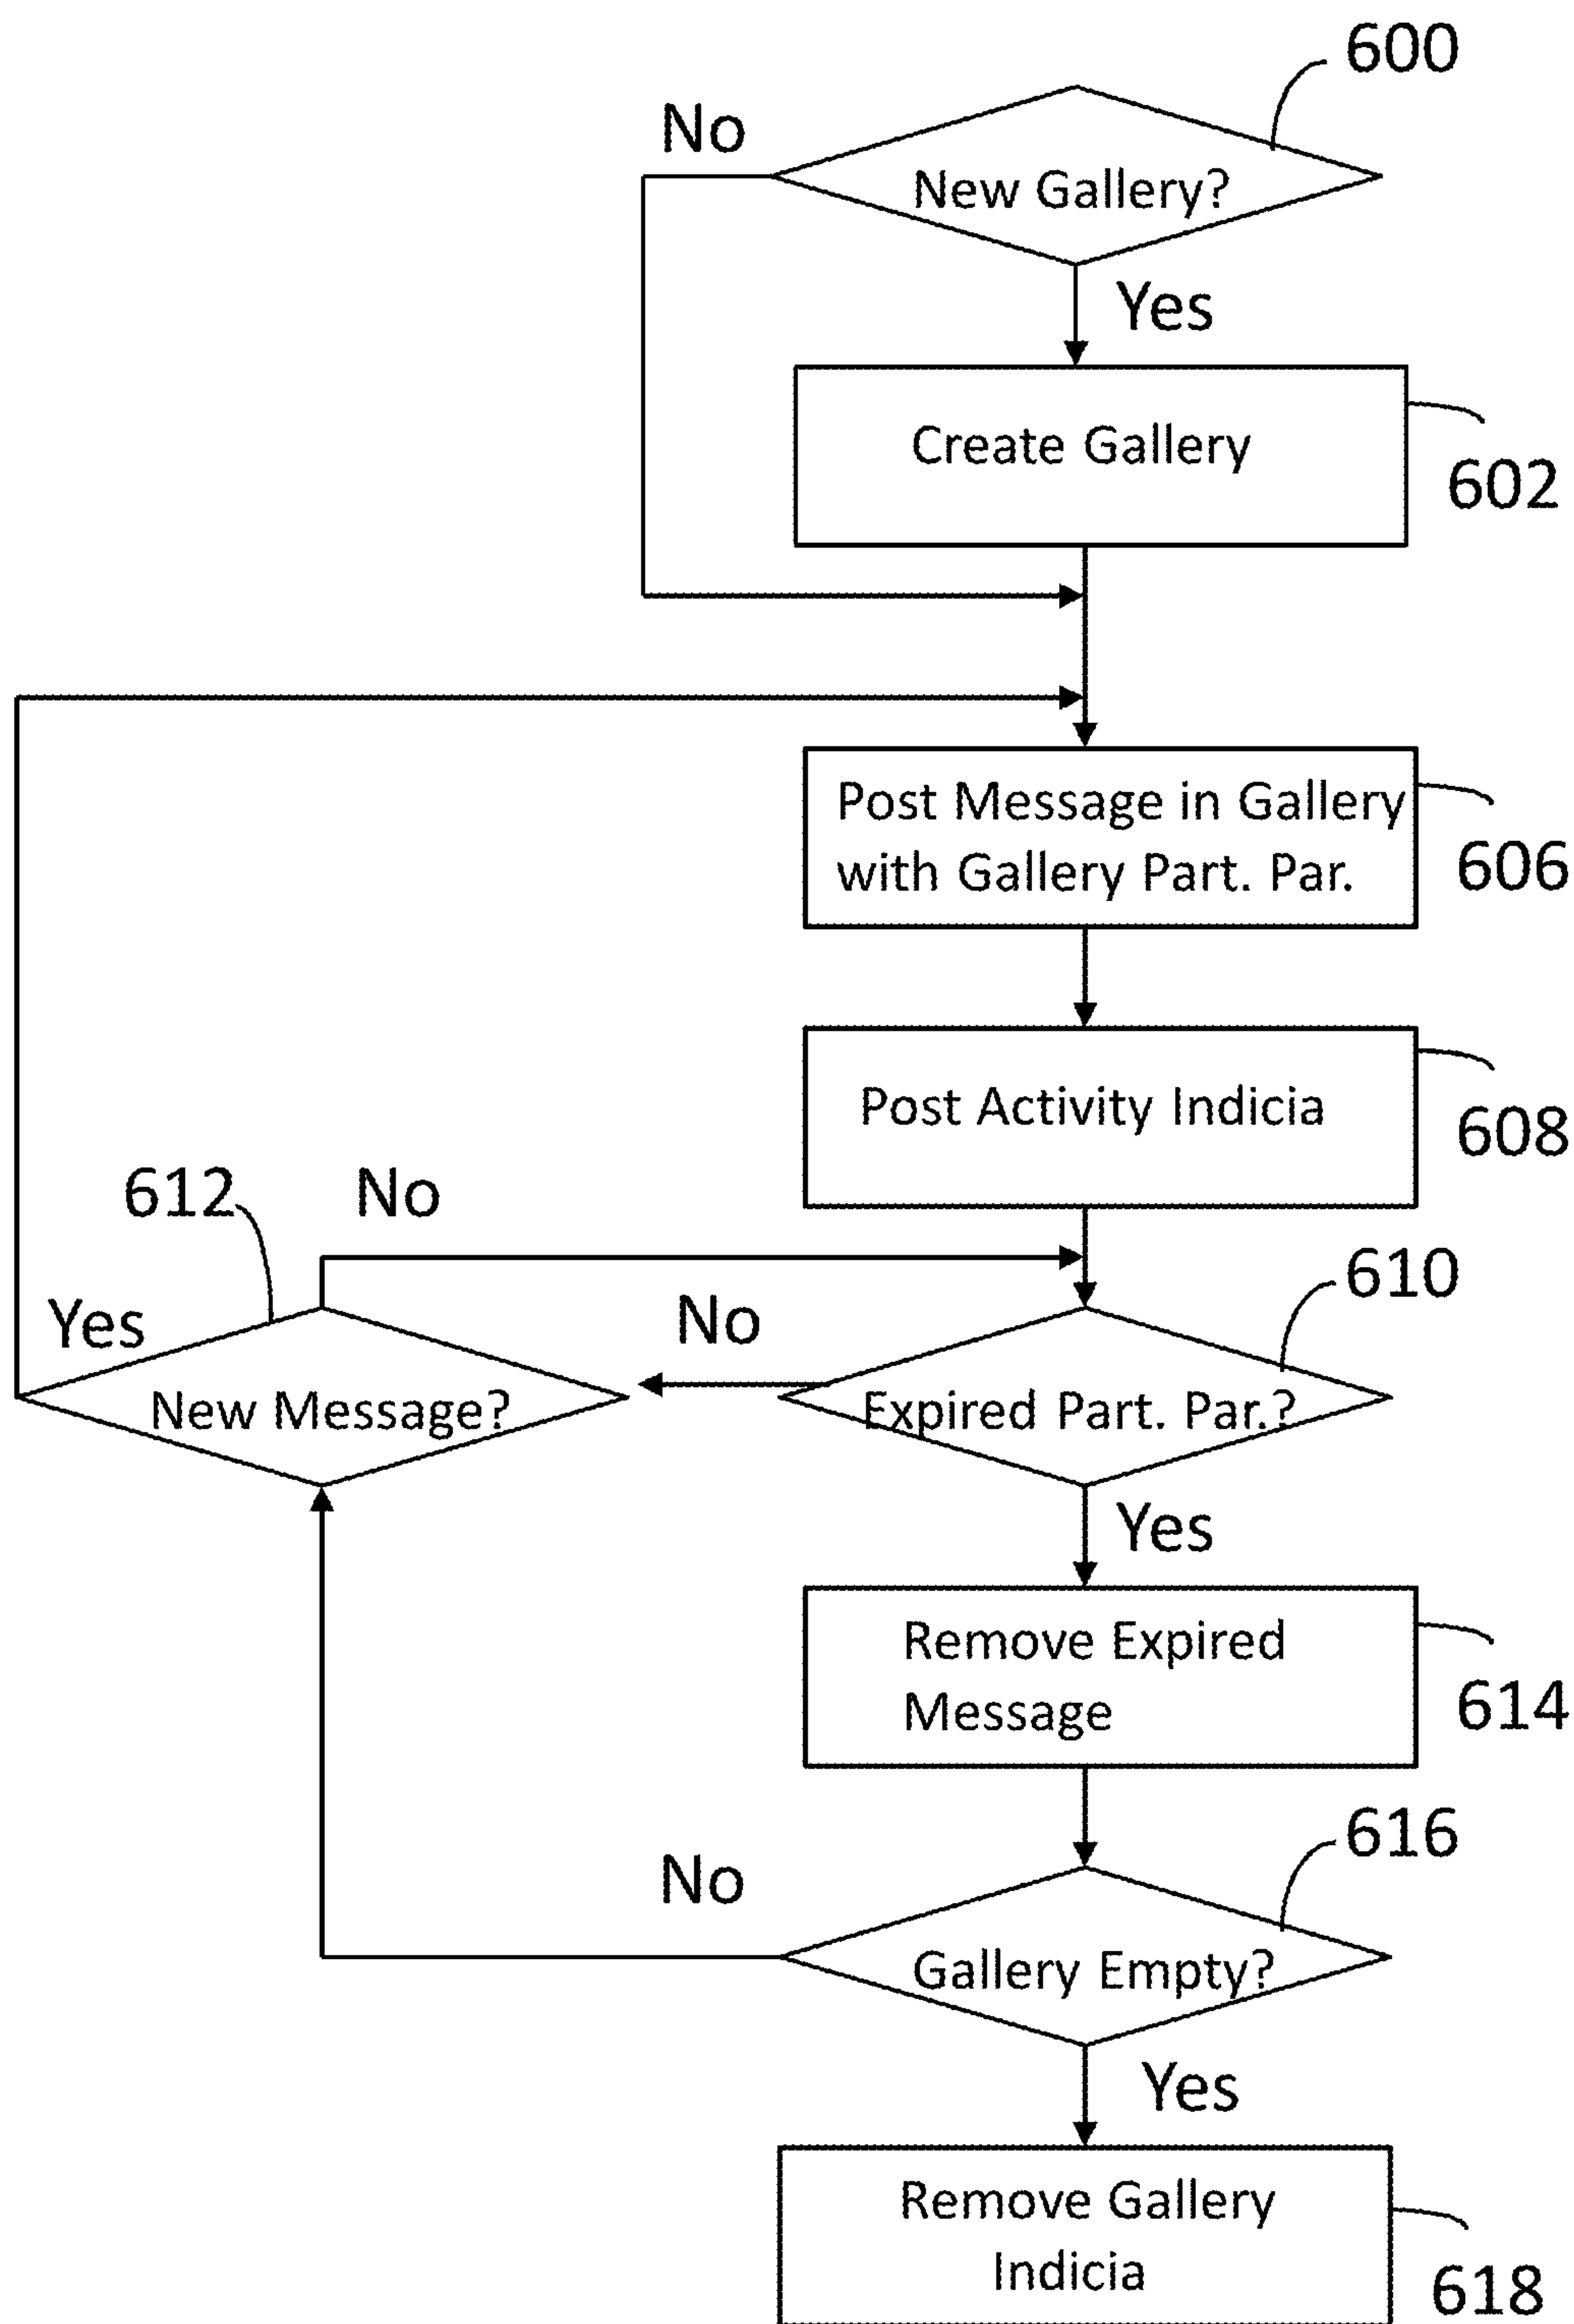 600
No
New Gallery?
Yes
Create Gallery
602
Post Message in Gallery
with Gallery Part. Par.
606
Post Activity Indicia
608
612
No
610
Yes
No
New Message?
Expired Part. Par.?
Yes
Remove Expired
Message
614
616
No
Gallery Empty?
Yes
Remove Gallery
Indicia
618